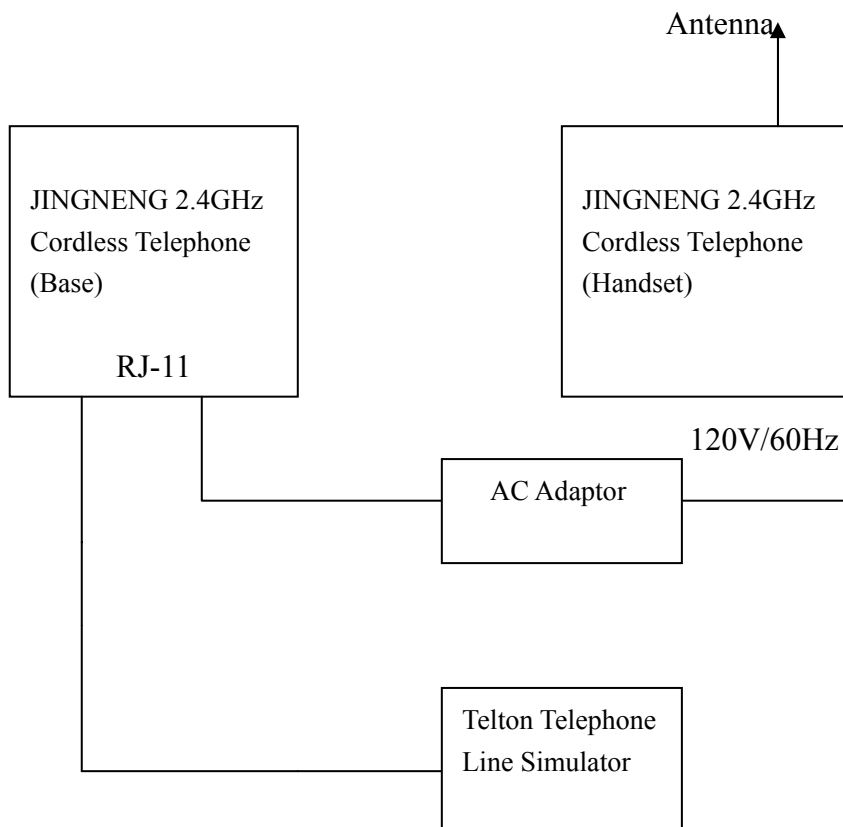 Antenna
JINGNENG 2.4GHz
Cordless Telephone
(Base)
RJ-11
JINGNENG 2.4GHz
Cordless Telephone
(Handset)
120V/60Hz
AC Adaptor
Telton Telephone
Line Simulator